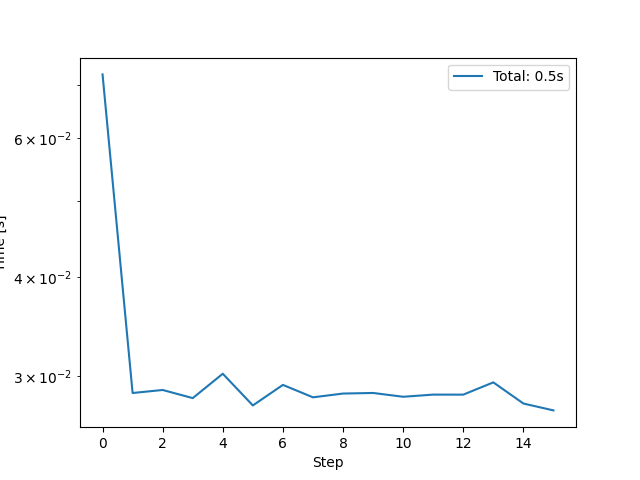 Total: 0.5s
6 × 10⁻²
4 × 10⁻²
3 × 10⁻²
[s]
0 2 4 6 8 10 12 14
Step